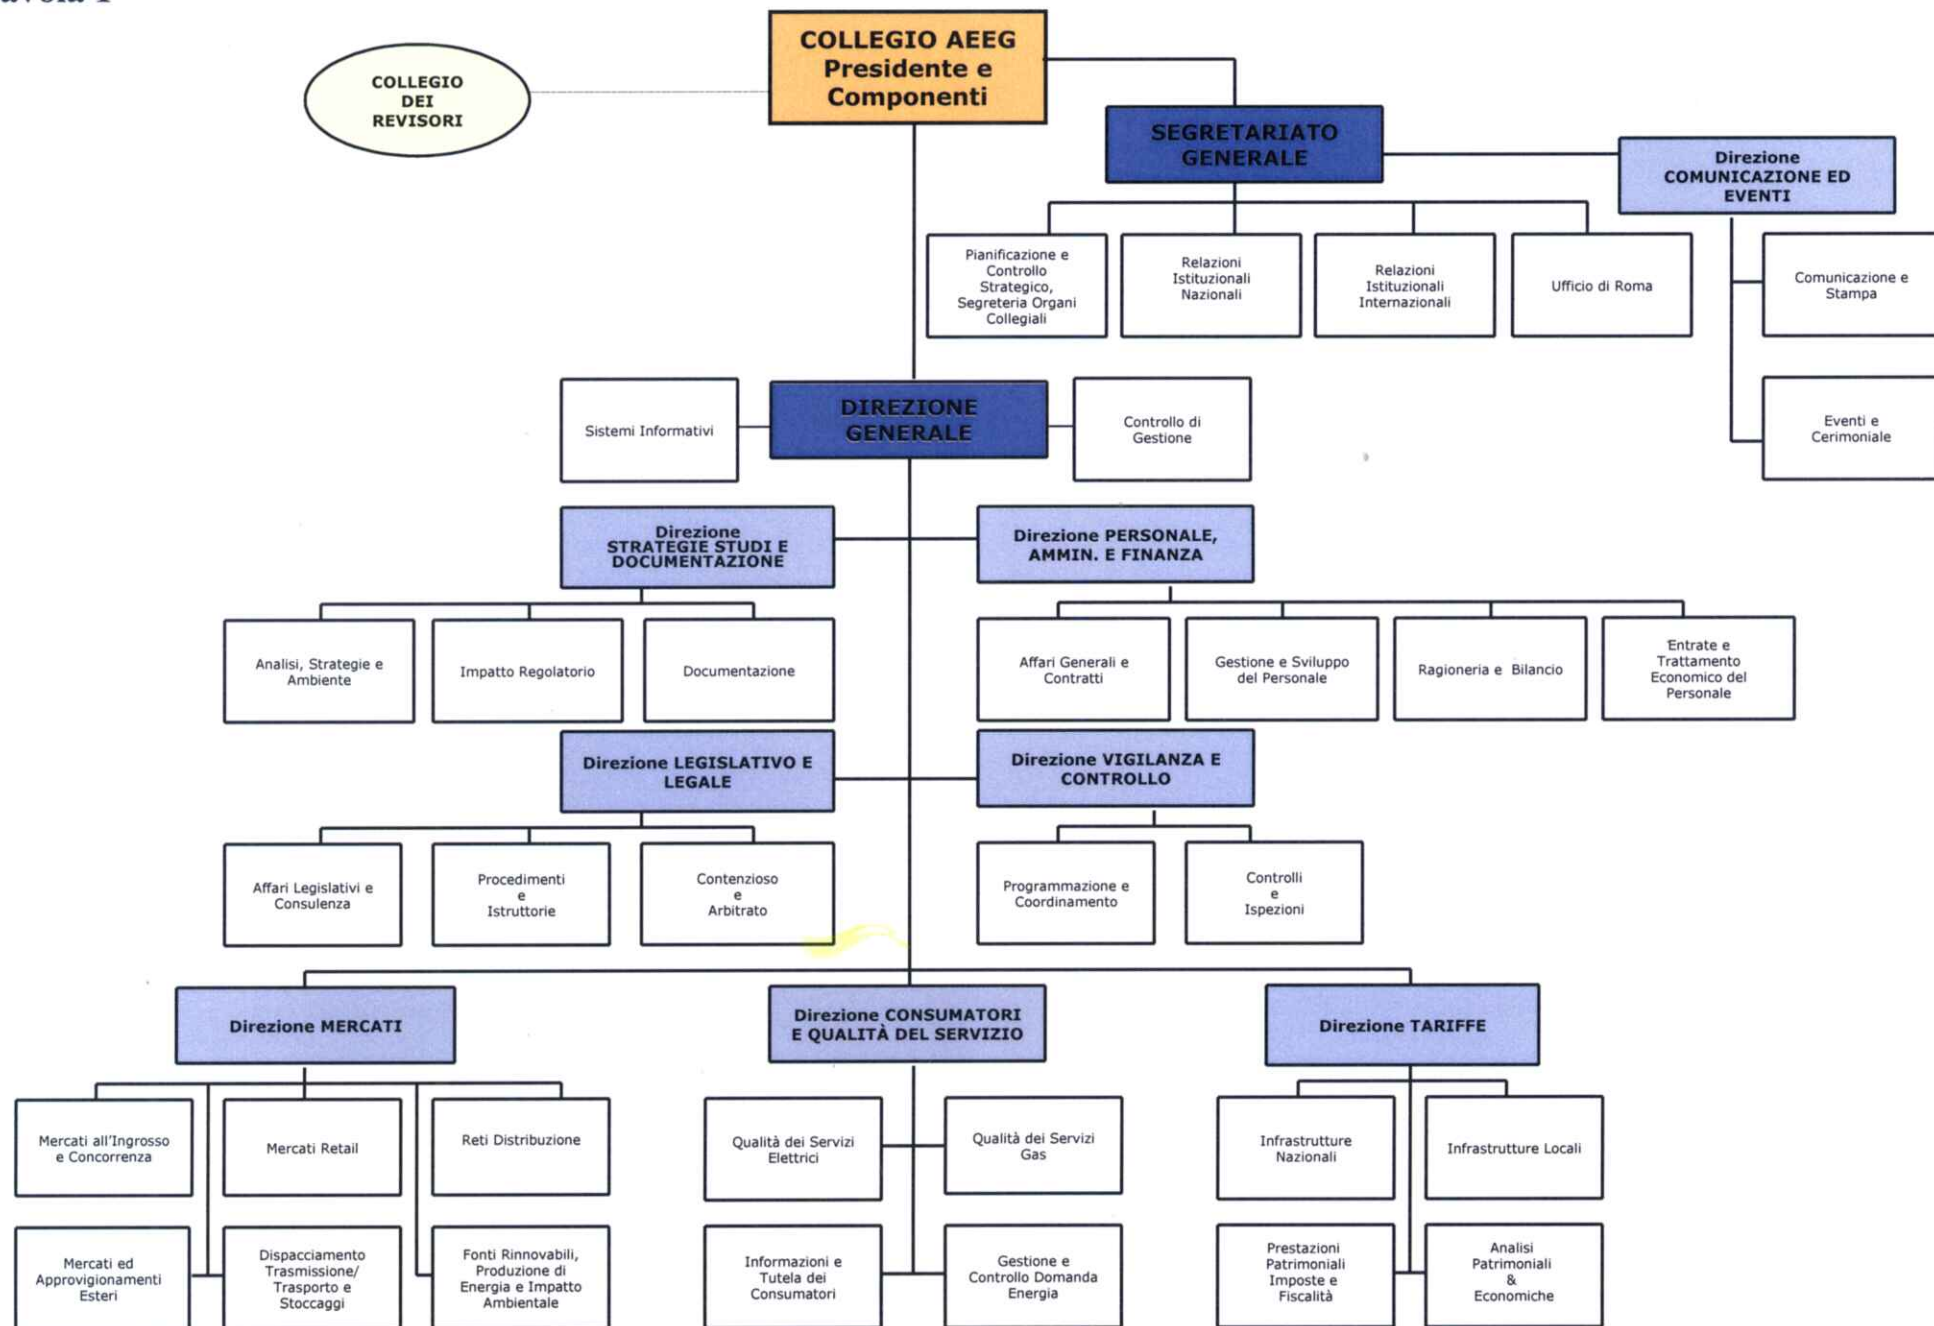 COLLEGIO AEEG
Presidente e
Componenti
COLLEGIO
DEI
REVISORI
SEGRETARIATO
GENERALE
Direzione
COMUNICAZIONE ED
EVENTI
Pianificazione e
Controllo
Strategico,
Segreteria Organi
Collegiali
Relazioni
Istituzionali
Nazionali
Relazioni
Istituzionali
Internazionali
Ufficio di Roma
Comunicazione e
Stampa
Eventi e
Cerimoniale
Sistemi Informativi
DIREZIONE
GENERALE
Controllo di
Gestione
Direzione
STRATEGIE STUDI E
DOCUMENTAZIONE
Direzione PERSONALE,
AMMIN. E FINANZA
Analisi, Strategie e
Ambiente
Impatto Regolatorio
Documentazione
Affari Generali e
Contratti
Gestione e Sviluppo
del Personale
Ragioneria e Bilancio
Entrate e
Trattamento
Economico del
Personale
Direzione LEGISLATIVO E
LEGALE
Direzione VIGILANZA E
CONTROLLO
Affari Legislativi e
Consulenza
Procedimenti
e
Istruttorie
Contenzioso
e
Arbitrato
Programmazione e
Coordinamento
Controlli
e
Ispezioni
Direzione MERCATI
Direzione CONSUMATORI
E QUALITÀ DEL SERVIZIO
Direzione TARIFFE
Mercati all'Ingrosso
e Concorrenza
Mercati Retail
Reti Distribuzione
Qualità dei Servizi
Elettrici
Qualità dei Servizi
Gas
Infrastrutture
Nazionali
Infrastrutture Locali
Mercati ed
Approvigionamenti
Esteri
Dispacciamento
Trasmissione/
Trasporto e
Stoccaggi
Fonti Rinnovabili,
Produzione di
Energia e Impatto
Ambientale
Informazioni e
Tutela dei
Consumatori
Gestione e
Controllo Domanda
Energia
Prestazioni
Patrimoniali
Imposte e
Fiscalità
Analisi
Patrimoniali
&
Economiche